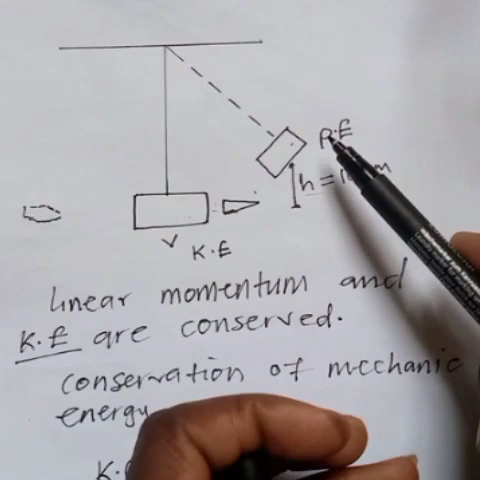 P.E
h =
V
K.E
linear momentum and
K.E are conserved.
conservation of mechanic
energy